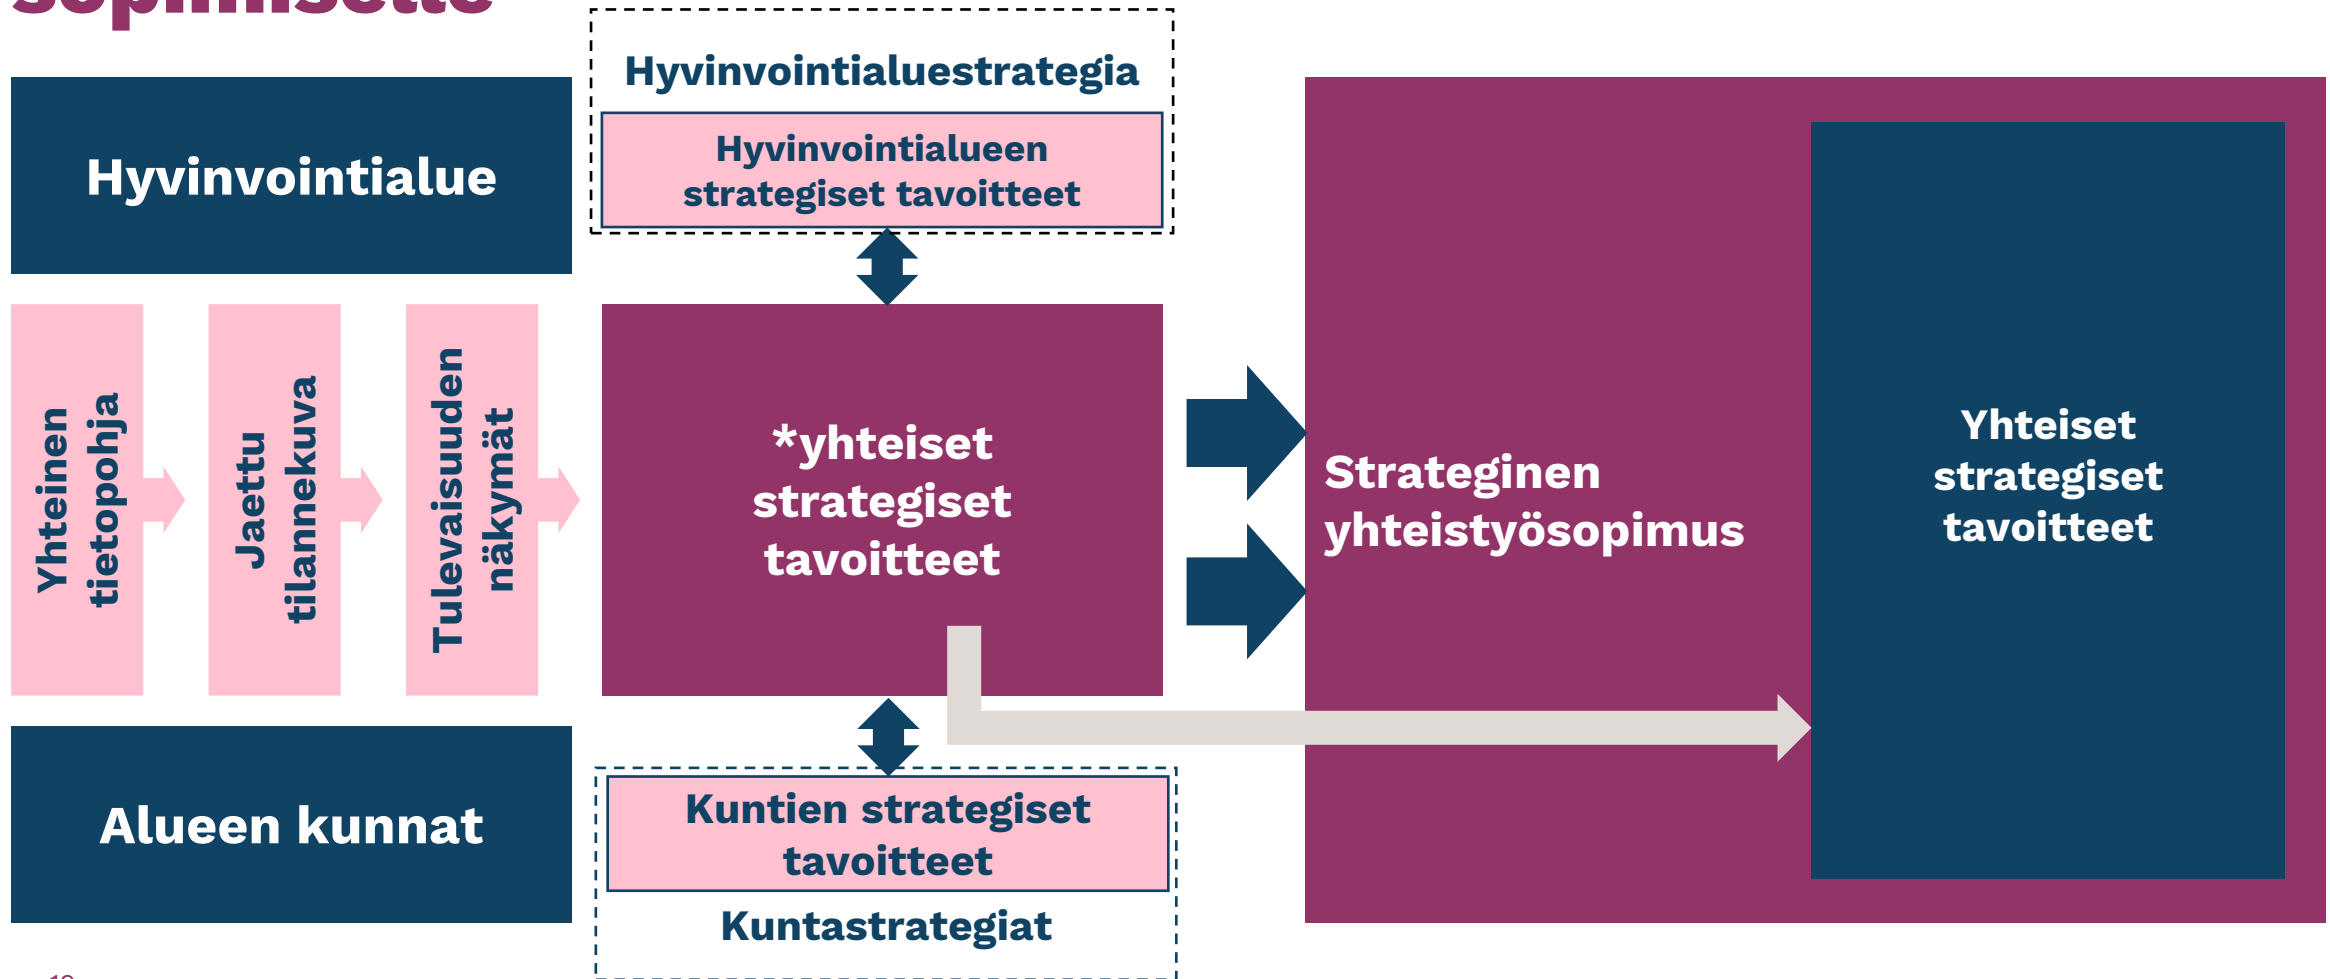 sopimiselle
Hyvinvointialuestrategia
Hyvinvointialueen
strategiset tavoitteet
Hyvinvointialue
Yhteinen
tietopohja
Jaettu
tilannekuva
Tulevaisuuden
näkymät
*yhteiset
strategiset
tavoitteet
Strateginen
yhteistyösopimus
Yhteiset
strategiset
tavoitteet
Alueen kunnat
Kuntien strategiset
tavoitteet
Kuntastrategiat